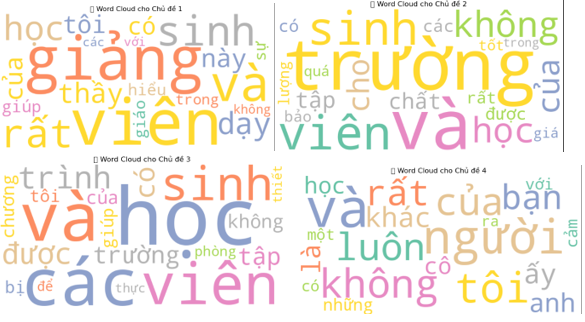 ▯ Word Cloud cho Chủ đề 1
học tôi có sinh
các với sự
giảng này
của thầy hiểu và
giúp giáo trong không
rất viên dạy
▯ Word Cloud cho Chủ đề 2
có sinh các không
tốt trong
trường
lượng quá cho của
tập chất rất được
bảo viên và học giá
▯ Word Cloud cho Chủ đề 3
trình có sinh thiết
chương tôi của
và học không
giúp
được trường phòng tập
bị để các thực viên
▯ Word Cloud cho Chủ đề 4
học rất của bạn với
và khác
một luôn người ra cảm
là cô
có không tôi ấy
những anh